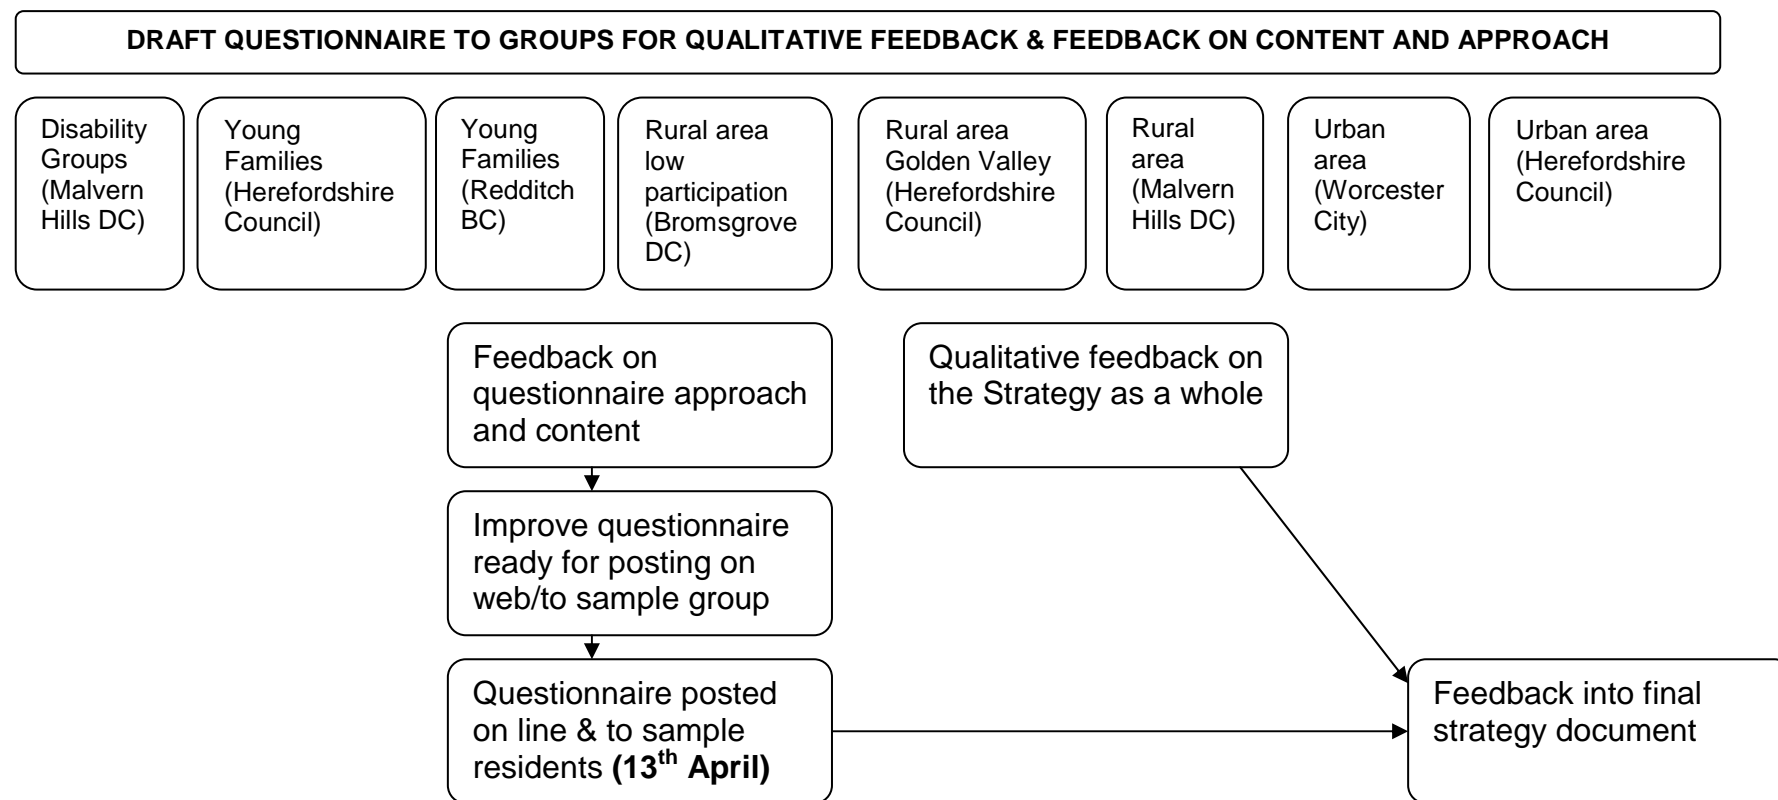 DRAFT QUESTIONNAIRE TO GROUPS FOR QUALITATIVE FEEDBACK & FEEDBACK ON CONTENT AND APPROACH
Disability
Groups
(Malvern
Hills DC)
Young
Families
(Herefordshire
Council)
Young
Families
(Redditch
BC)
Rural area
low
participation
(Bromsgrove
DC)
Rural area
Golden Valley
(Herefordshire
Council)
Rural
area
(Malvern
Hills DC)
Urban
area
(Worcester
City)
Urban area
(Herefordshire
Council)
Feedback on
questionnaire approach
and content
Qualitative feedback on
the Strategy as a whole
Improve questionnaire
ready for posting on
web/to sample group
Questionnaire posted
on line & to sample
residents (13th April)
Feedback into final
strategy document